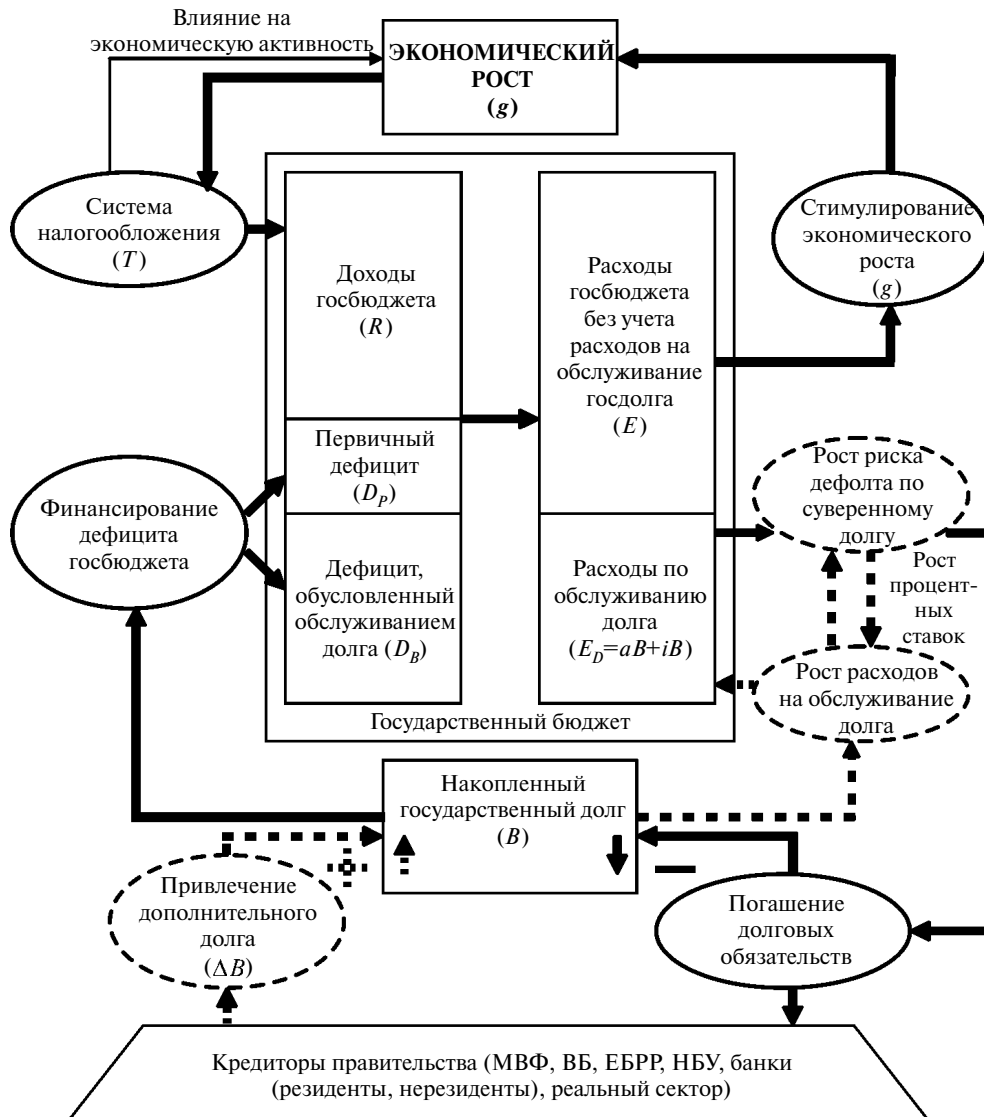 Влияние на
экономическую активность
ЭКОНОМИЧЕСКИЙ
РОСТ
(g)
Система
налогообложения
(T)
Стимулирование
экономического
роста
(g)
Доходы
госбюджета
(R)
Расходы
госбюджета
без учета
расходов на
обслуживание
госдолга
(E)
Первичный
дефицит
(D_P)
Финансирование
дефицита
госбюджета
Дефицит,
обусловленный
обслуживанием
долга (D_B)
Расходы по
обслуживанию
долга
(E_D=aB+iB)
Государственный бюджет
Рост риска
дефолта по
суверенному
долгу
Рост
процент-
ных
ставок
Рост расходов
на обслуживание
долга
Накопленный
государственный долг
(B)
Привлечение
дополнительного
долга
(ΔB)
Погашение
долговых
обязательств
Кредиторы правительства (МВФ, ВБ, ЕБРР, НБУ, банки
(резиденты, нерезиденты), реальный сектор)